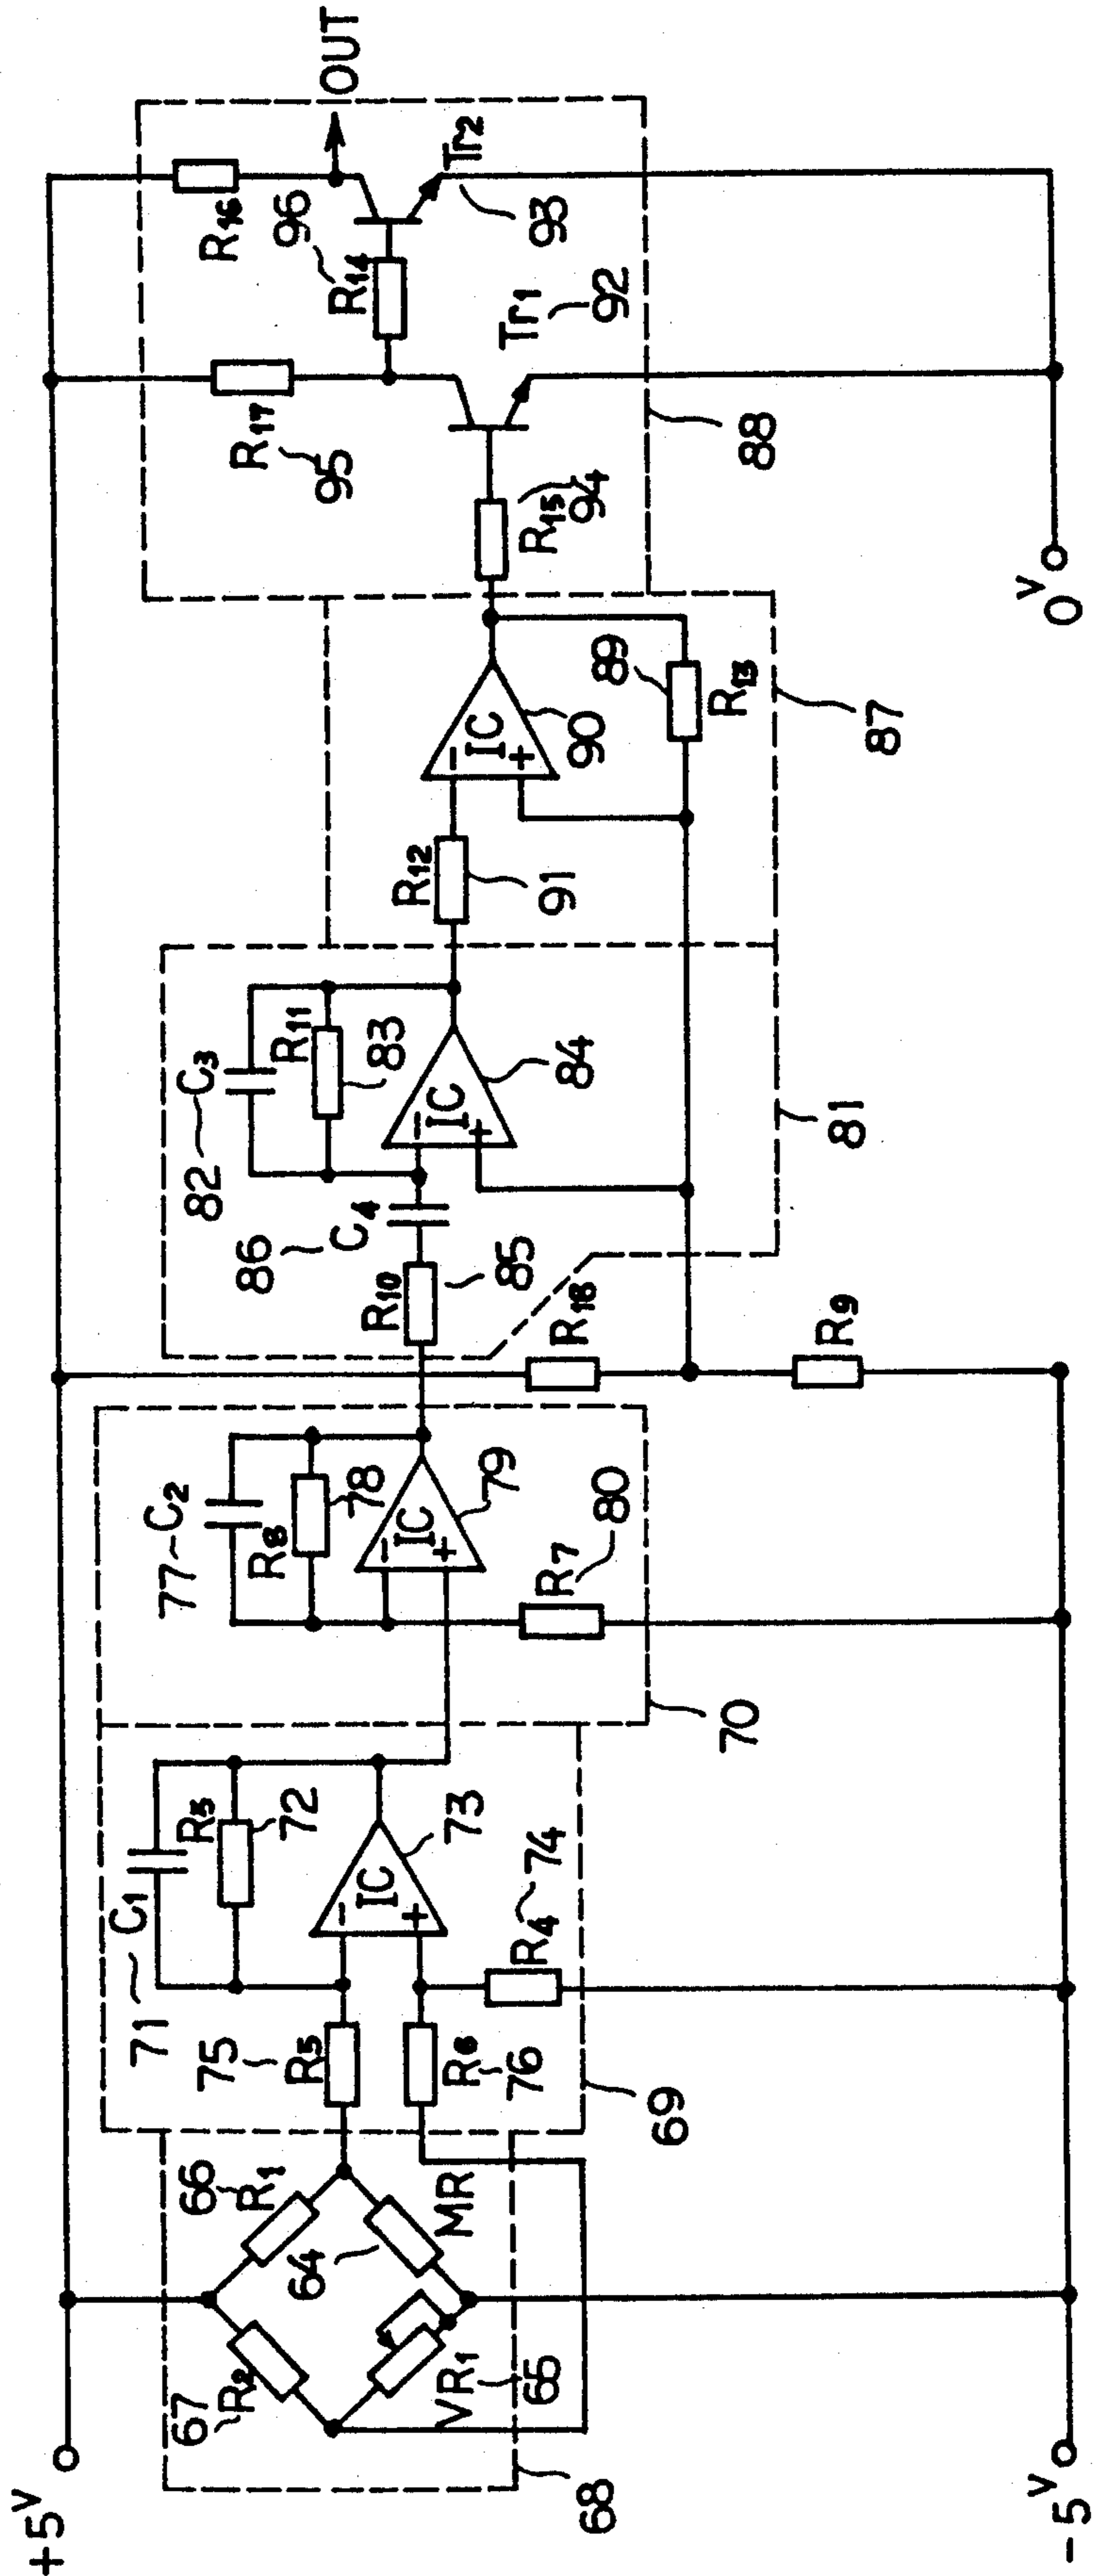 +5V
-5V
0V
OUT
67
R2
66
R1
64
MR
VR1
65
68
75
R5
R6
76
69
71
C1
R3
72
IC
-
+
73
R4
74
70
77
C2
R8
78
IC
-
+
79
R7
80
R18
R9
R10
85
86
C4
82
C3
R11
83
IC
-
+
84
81
R12
91
IC
-
+
90
89
R13
87
R15
94
R17
95
Tr1
92
R14
96
R16
Tr2
93
88